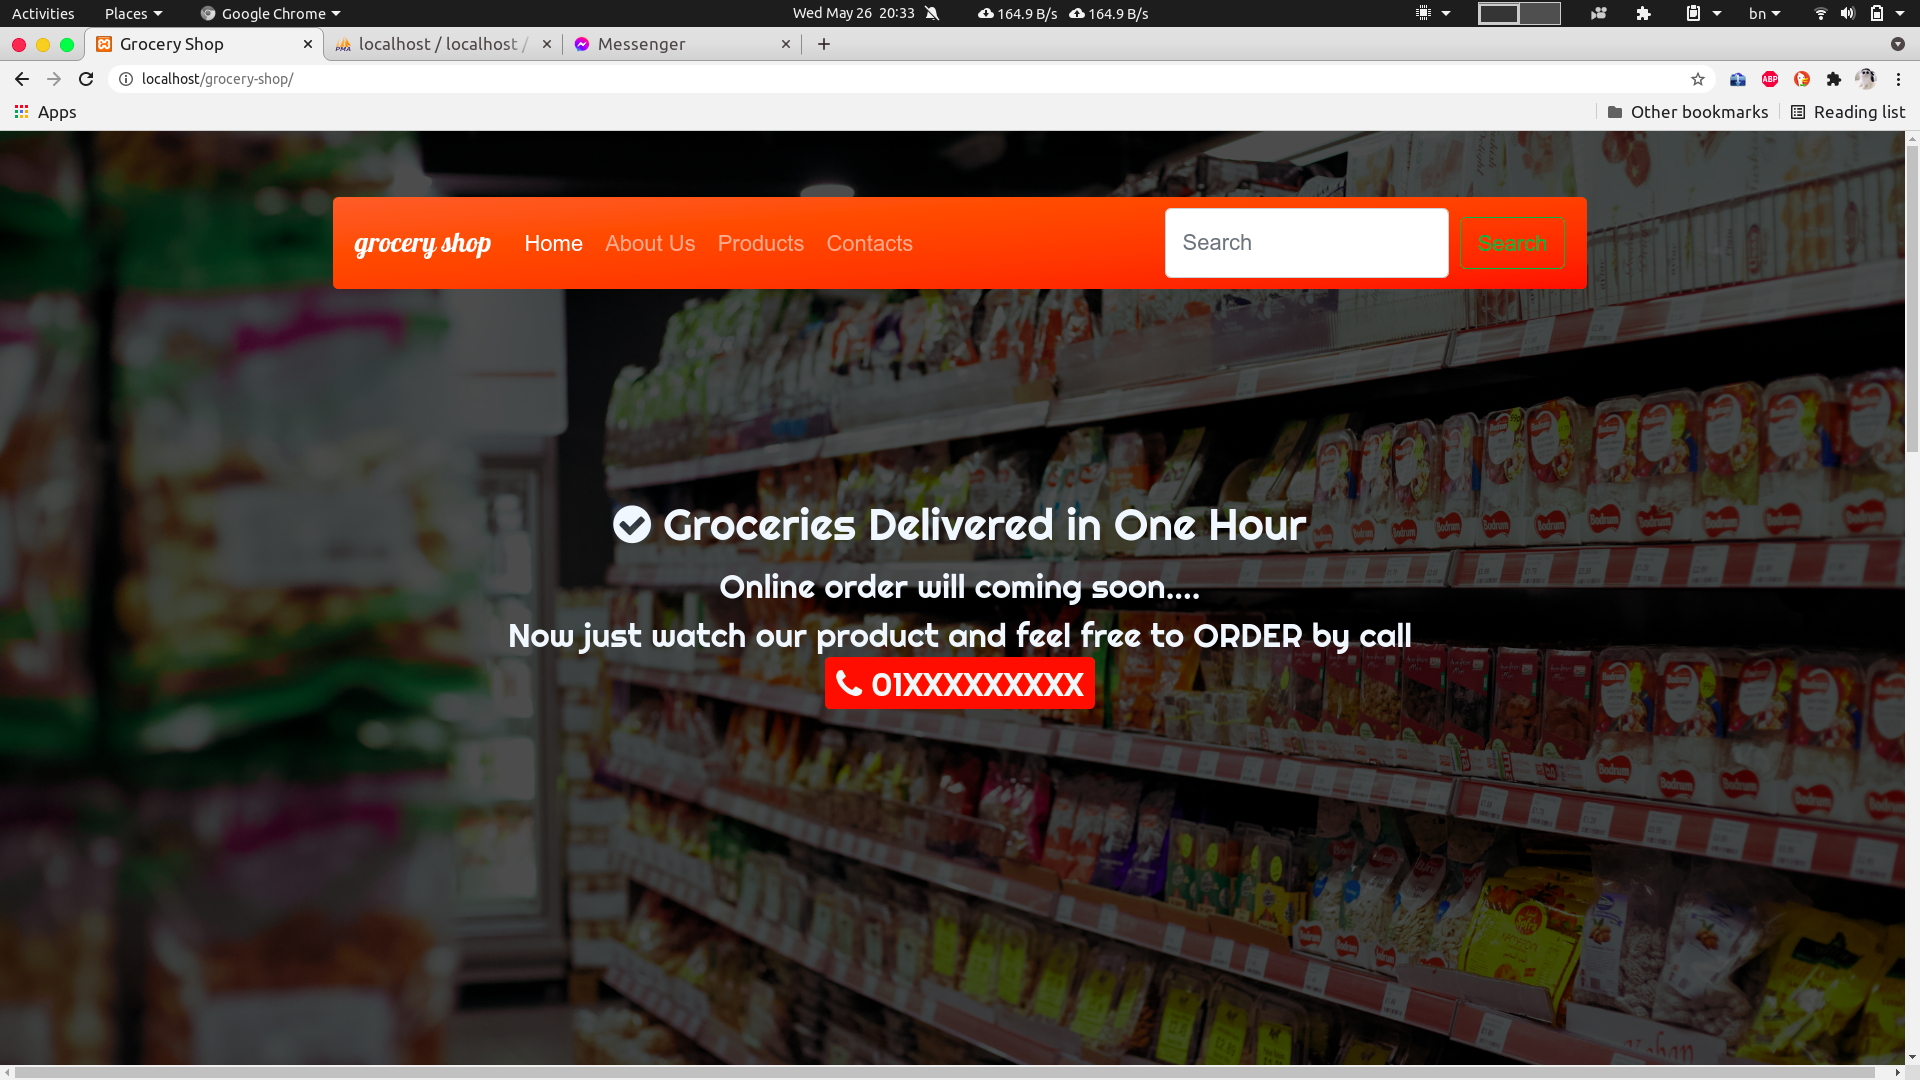 Activities Places Google Chrome Wed May 26 20:33 164.9 B/s 164.9 B/s bn
Grocery Shop localhost / localhost / Messenger
localhost/grocery-shop/
Apps Other bookmarks Reading list
grocery shop Home About Us Products Contacts Search Search
Groceries Delivered in One Hour
Online order will coming soon....
Now just watch our product and feel free to ORDER by call
01XXXXXXXXX
Bodrum